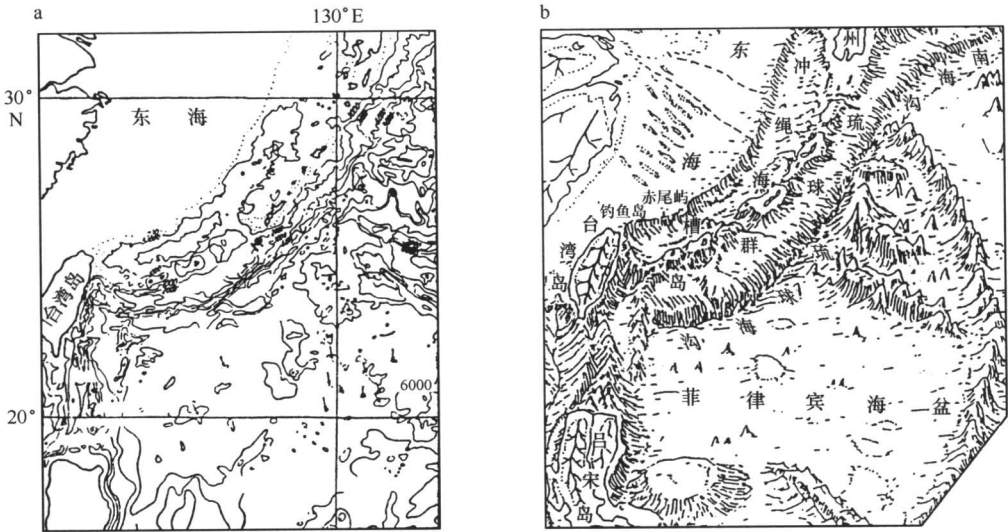 a
130°E
30°
N
东海
台湾岛
6000
20°
b
东海
冲绳海槽
州
南海
沟
琉球群岛
赤尾屿
钓鱼岛
台湾岛
琉球海沟
菲律宾海盆
吕宋岛